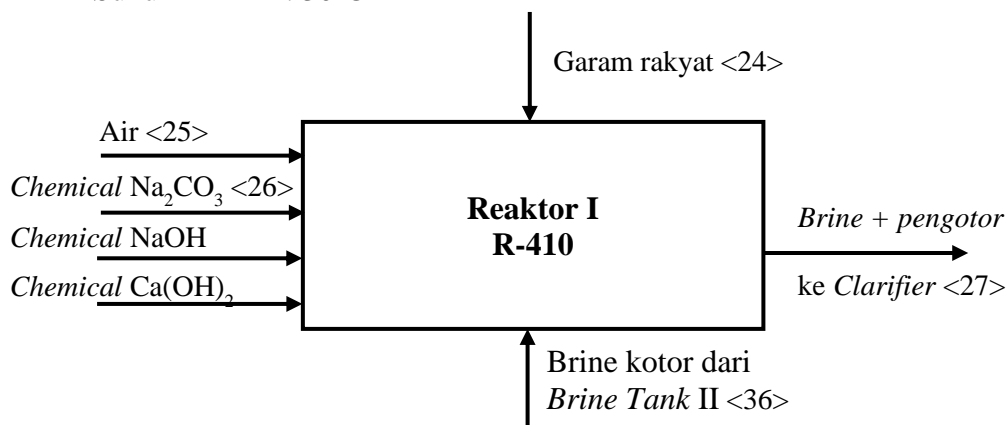 Garam rakyat <24>
Air <25>
Chemical Na₂CO₃ <26>
Chemical NaOH
Chemical Ca(OH)₂
Reaktor I
R-410
Brine + pengotor
ke Clarifier <27>
Brine kotor dari
Brine Tank II <36>